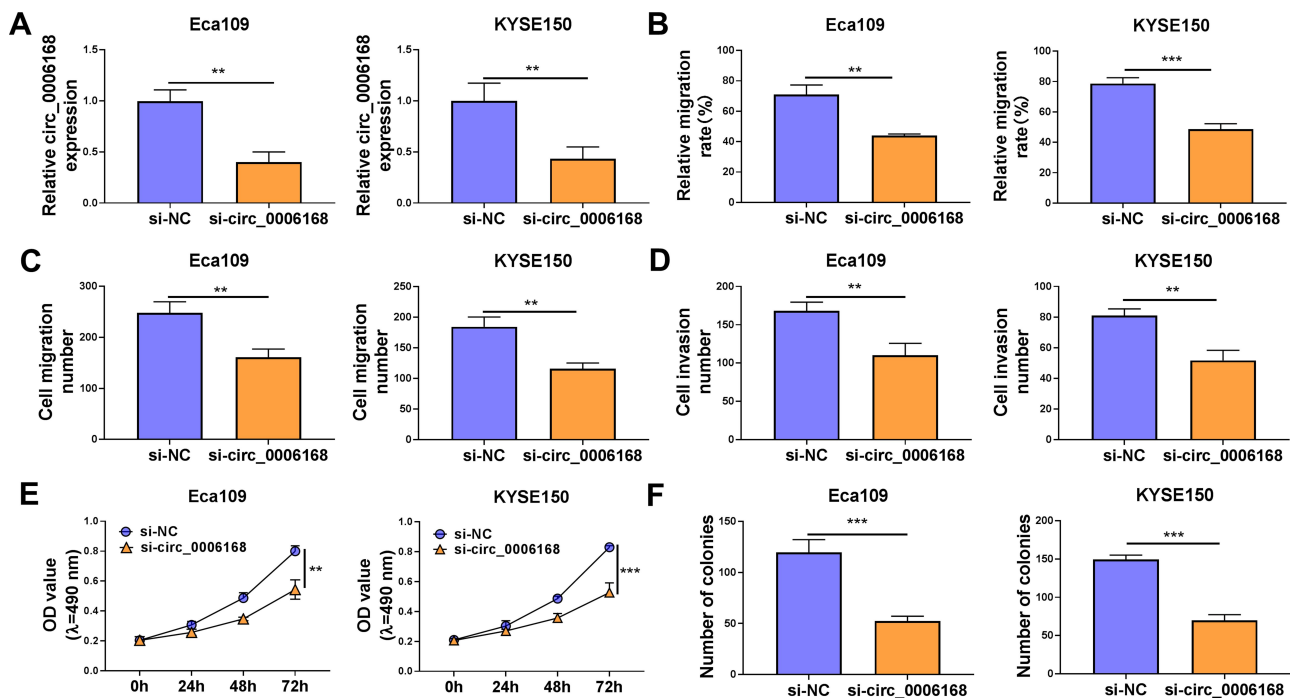 A
Eca109
Relative circ_0006168
expression
1.5
1.0
0.5
0.0
**
si-NC
si-circ_0006168
KYSE150
Relative circ_0006168
expression
1.5
1.0
0.5
0.0
**
si-NC
si-circ_0006168
B
Eca109
Relative migration
rate(%)
100
80
60
40
20
0
**
si-NC
si-circ_0006168
KYSE150
Relative migration
rate(%)
100
80
60
40
20
0
***
si-NC
si-circ_0006168
C
Eca109
Cell migration
number
300
200
100
0
**
si-NC
si-circ_0006168
KYSE150
Cell migration
number
250
200
150
100
50
0
**
si-NC
si-circ_0006168
D
Eca109
Cell invasion
number
200
150
100
50
0
**
si-NC
si-circ_0006168
KYSE150
Cell invasion
number
100
80
60
40
20
0
**
si-NC
si-circ_0006168
E
Eca109
OD value
(λ=490 nm)
1.0
0.8
0.6
0.4
0.2
0.0
si-NC
si-circ_0006168
**
0h
24h
48h
72h
KYSE150
OD value
(λ=490 nm)
1.0
0.8
0.6
0.4
0.2
0.0
si-NC
si-circ_0006168
***
0h
24h
48h
72h
F
Eca109
Number of colonies
150
100
50
0
***
si-NC
si-circ_0006168
KYSE150
Number of colonies
200
150
100
50
0
***
si-NC
si-circ_0006168